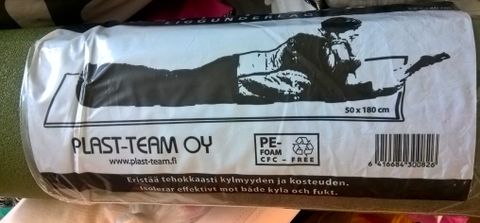 LIGGUNDERLAG
50 x 180 cm
PLAST-TEAM OY
www.plast-team.fi
PE-
FOAM
CFC - FREE
6 416684 300826
Eristää tehokkaasti kylmyyden ja kosteuden.
Isolerar effektivt mot både kyla och fukt.